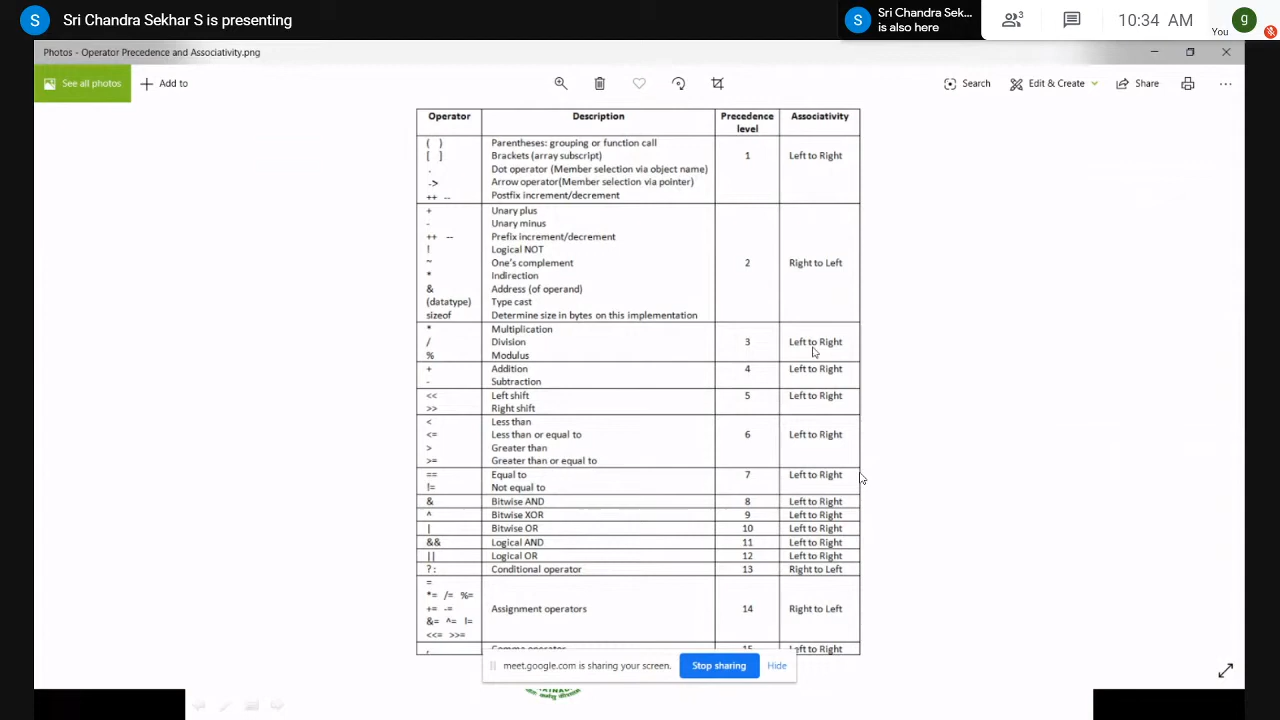 S Sri Chandra Sekhar S is presenting
S Sri Chandra Sek... is also here
3
10:34 AM
You
g
Photos - Operator Precedence and Associativity.png
See all photos + Add to
Search Edit & Create Share ...
Operator Description Precedence level Associativity
( ) Parentheses: grouping or function call
[ ] Brackets (array subscript) 1 Left to Right
. Dot operator (Member selection via object name)
-> Arrow operator(Member selection via pointer)
++ -- Postfix increment/decrement
+ Unary plus
- Unary minus
++ -- Prefix increment/decrement
! Logical NOT
~ One's complement 2 Right to Left
* Indirection
& Address (of operand)
(datatype) Type cast
sizeof Determine size in bytes on this implementation
* Multiplication
/ Division 3 Left to Right
% Modulus
+ Addition 4 Left to Right
- Subtraction
<< Left shift 5 Left to Right
>> Right shift
< Less than
<= Less than or equal to 6 Left to Right
> Greater than
>= Greater than or equal to
== Equal to 7 Left to Right
!= Not equal to
& Bitwise AND 8 Left to Right
^ Bitwise XOR 9 Left to Right
| Bitwise OR 10 Left to Right
&& Logical AND 11 Left to Right
|| Logical OR 12 Left to Right
? : Conditional operator 13 Right to Left
=
*= /= %=
+= -= Assignment operators 14 Right to Left
&= ^= !=
<<= >>=
, Comma operator 15 Left to Right
meet.google.com is sharing your screen. Stop sharing Hide